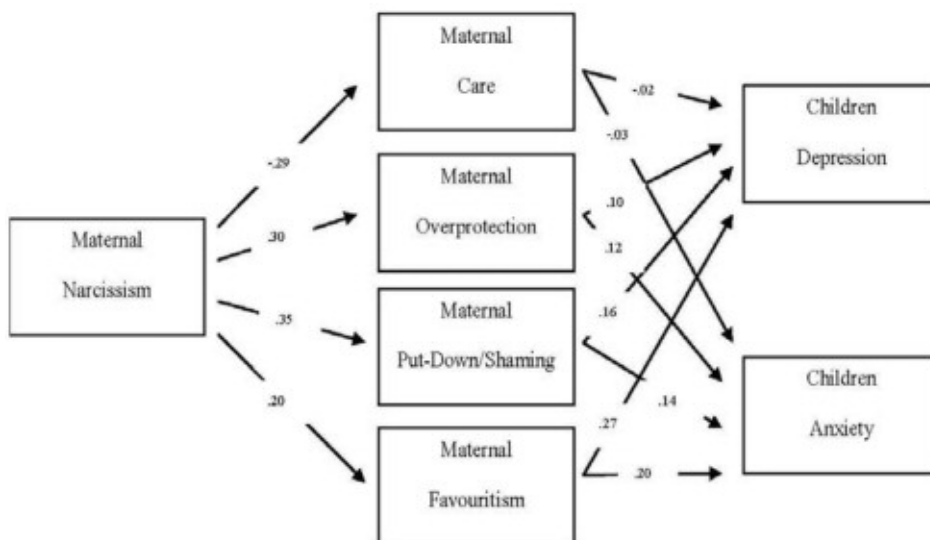 Maternal
Care
Maternal
Narcissism
Maternal
Overprotection
Maternal
Put-Down/Shaming
Maternal
Favouritism
Children
Depression
Children
Anxiety
-.29
.30
.35
.20
-.02
-.03
.10
.12
.16
.14
.27
.20